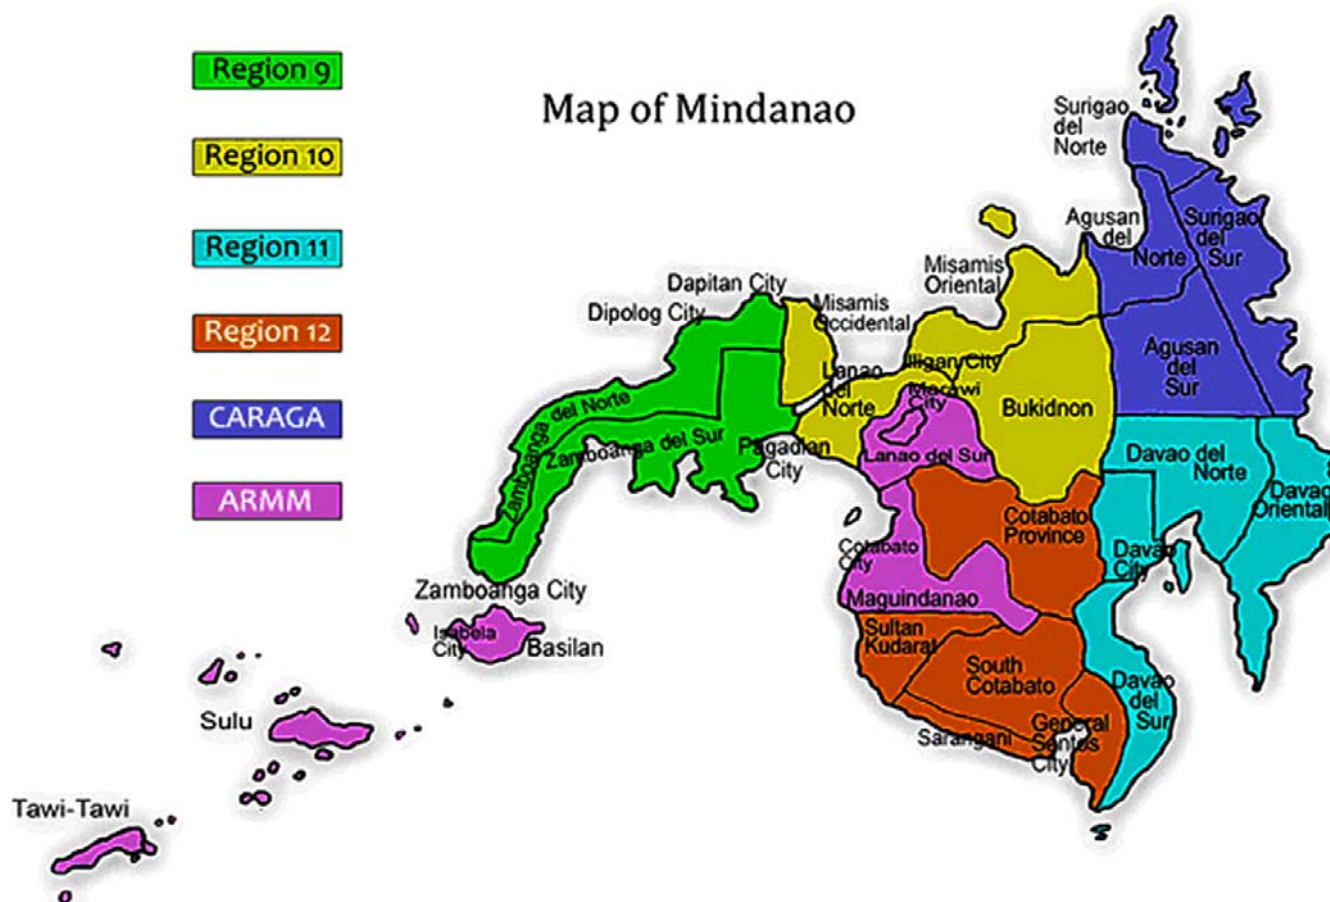 Region 9
Region 10
Region 11
Region 12
CARAGA
ARMM
Map of Mindanao
Surigao
del
Norte
Agusan
del
Norte
Surigao
del
Sur
Misamis
Oriental
Dapitan City
Dipolog City
Misamis
Occidental
Agusan
del
Sur
Lanao
del
Norte
Illigan City
Marawi
City
Bukidnon
Zamboanga del Norte
Zamboanga del Sur
Pagadian
City
Lanao del Sur
Davao del
Norte
Davao
Oriental
Cotabato
Province
Cotabato
City
Davao
City
Zamboanga City
Maguindanao
Isabela
City
Basilan
Sultan
Kudarat
South
Cotabato
Davao
del
Sur
Sulu
Sarangani
General
Santos
City
Tawi-Tawi